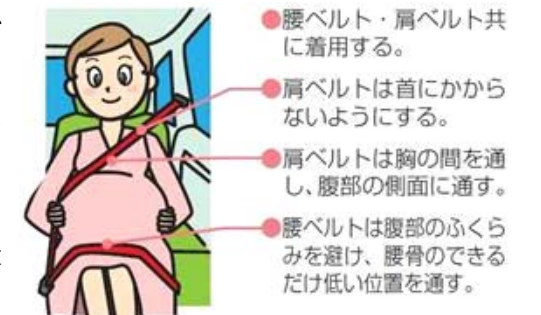 ●腰ベルト・肩ベルト共
に着用する。
●肩ベルトは首にかから
ないようにする。
●肩ベルトは胸の間を通
し、腹部の側面に通す。
●腰ベルトは腹部のふくら
みを避け、腰骨のできる
だけ低い位置を通す。